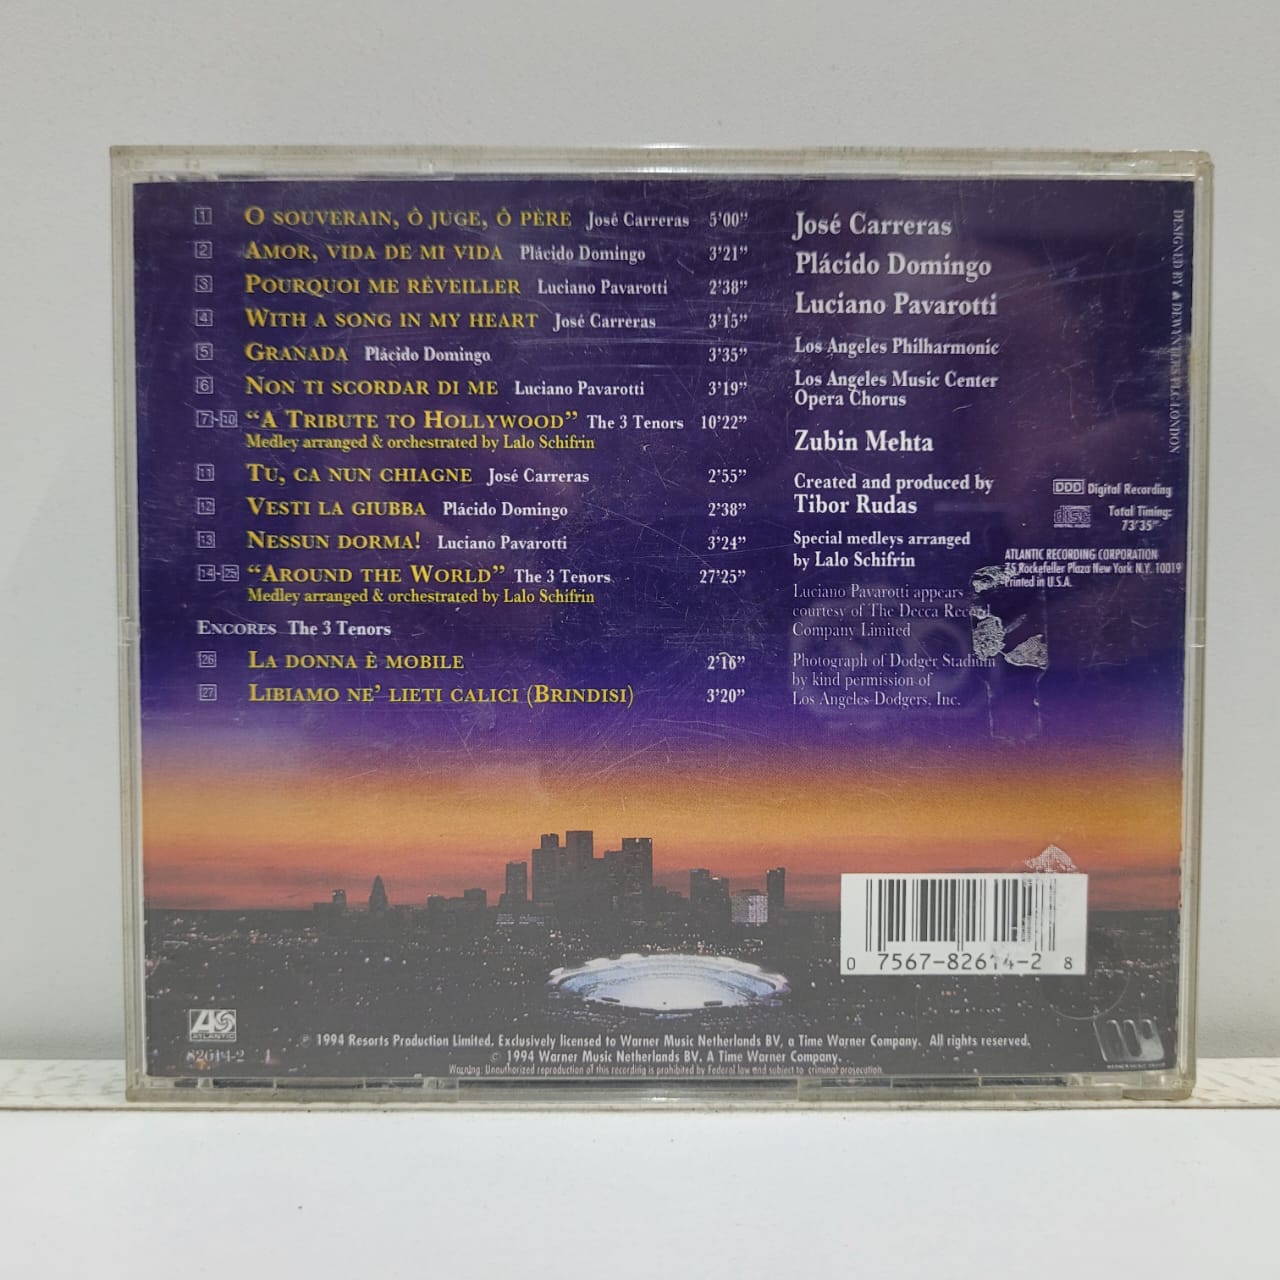 1 O SOUVERAIN, Ô JUGE, Ô PÈRE José Carreras 5'00"
2 AMOR, VIDA DE MI VIDA Plácido Domingo 3'21"
3 POURQUOI ME RÉVEILLER Luciano Pavarotti 2'38"
4 WITH A SONG IN MY HEART José Carreras 3'15"
5 GRANADA Plácido Domingo 3'35"
6 NON TI SCORDAR DI ME Luciano Pavarotti 3'19"
7-10 "A TRIBUTE TO HOLLYWOOD" The 3 Tenors 10'22"
Medley arranged & orchestrated by Lalo Schifrin
11 TU, CA NUN CHIAGNE José Carreras 2'55"
12 VESTI LA GIUBBA Plácido Domingo 2'38"
13 NESSUN DORMA! Luciano Pavarotti 3'24"
14-25 "AROUND THE WORLD" The 3 Tenors 27'25"
Medley arranged & orchestrated by Lalo Schifrin
ENCORES The 3 Tenors
26 LA DONNA È MOBILE 2'16"
27 LIBIAMO NE' LIETI CALICI (BRINDISI) 3'20"
José Carreras
Plácido Domingo
Luciano Pavarotti
Los Angeles Philharmonic
Los Angeles Music Center
Opera Chorus
Zubin Mehta
Created and produced by
Tibor Rudas
Special medleys arranged
by Lalo Schifrin
Luciano Pavarotti appears
courtesy of The Decca Record
Company Limited
Photograph of Dodger Stadium
by kind permission of
Los Angeles Dodgers, Inc.
DESIGNED BY DEWYNTERS PLC LONDON
DDD Digital Recording
disc
DIGITAL AUDIO
Total Timing:
73'35"
ATLANTIC RECORDING CORPORATION
75 Rockefeller Plaza New York N.Y. 10019
Printed in U.S.A.
0 7567-82614-2 8
ATLANTIC
82614-2 1
℗ 1994 Resorts Production Limited. Exclusively licensed to Warner Music Netherlands BV, a Time Warner Company. All rights reserved.
© 1994 Warner Music Netherlands BV. A Time Warner Company.
Warning: Unauthorized reproduction of this recording is prohibited by Federal law and subject to criminal prosecution.
WARNER MUSIC GROUP